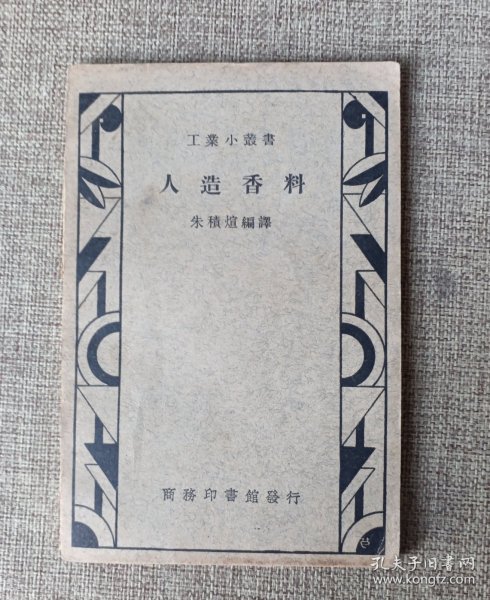 工業小叢書
人造香料
朱積煊編譯
商務印書館發行
孔夫子旧书网
www.kongfz.com